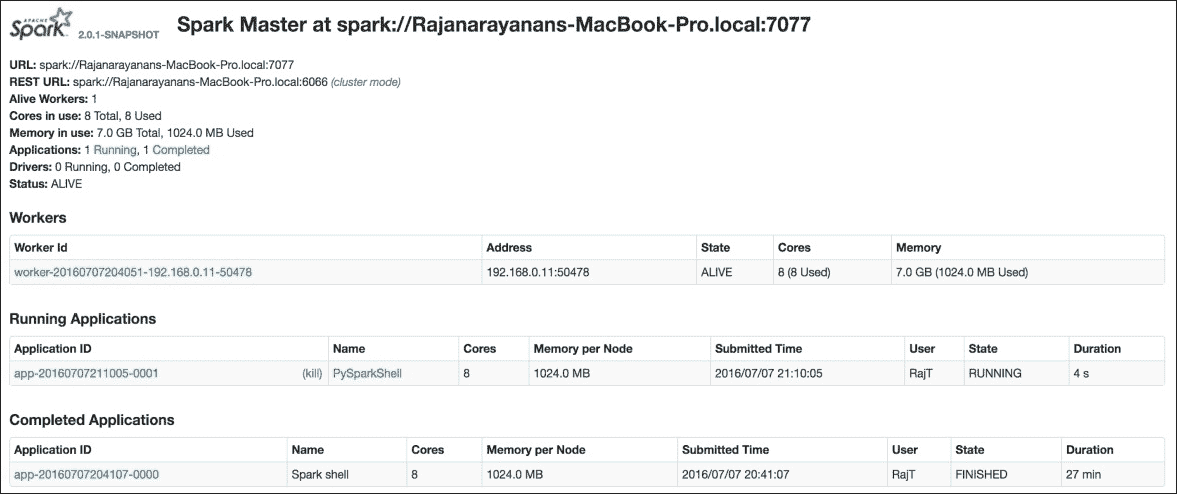 APACHE
Spark 2.0.1-SNAPSHOT Spark Master at spark://Rajanarayanans-MacBook-Pro.local:7077
URL: spark://Rajanarayanans-MacBook-Pro.local:7077
REST URL: spark://Rajanarayanans-MacBook-Pro.local:6066 (cluster mode)
Alive Workers: 1
Cores in use: 8 Total, 8 Used
Memory in use: 7.0 GB Total, 1024.0 MB Used
Applications: 1 Running, 1 Completed
Drivers: 0 Running, 0 Completed
Status: ALIVE
Workers
Worker Id Address State Cores Memory
worker-20160707204051-192.168.0.11-50478 192.168.0.11:50478 ALIVE 8 (8 Used) 7.0 GB (1024.0 MB Used)
Running Applications
Application ID Name Cores Memory per Node Submitted Time User State Duration
app-20160707211005-0001 (kill) PySparkShell 8 1024.0 MB 2016/07/07 21:10:05 RajT RUNNING 4 s
Completed Applications
Application ID Name Cores Memory per Node Submitted Time User State Duration
app-20160707204107-0000 Spark shell 8 1024.0 MB 2016/07/07 20:41:07 RajT FINISHED 27 min